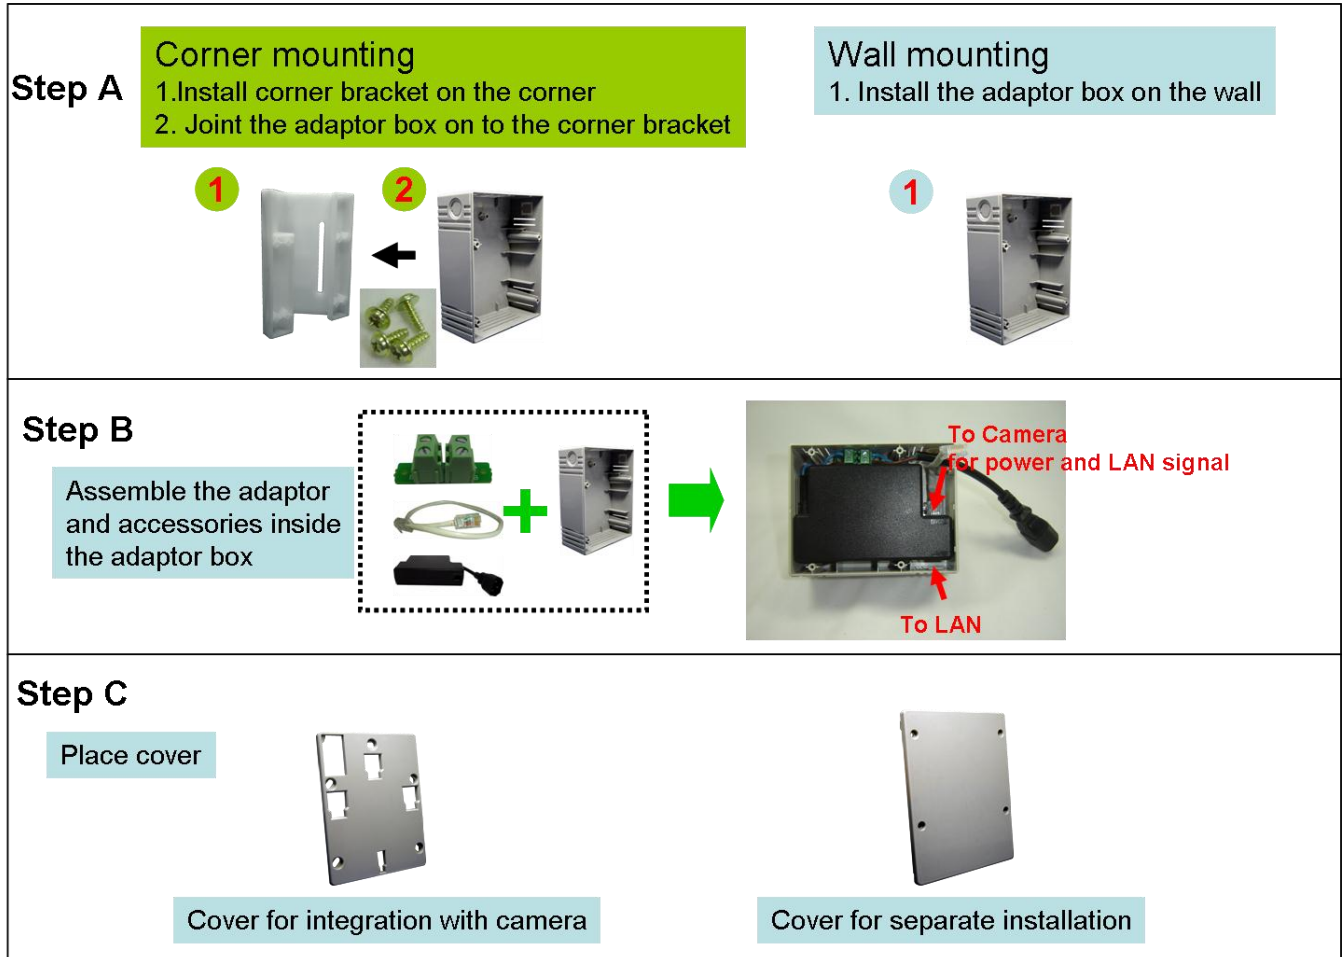 Step A
Corner mounting
1.Install corner bracket on the corner
2. Joint the adaptor box on to the corner bracket
Wall mounting
1. Install the adaptor box on the wall
1
2
1
Step B
Assemble the adaptor
and accessories inside
the adaptor box
To Camera
for power and LAN signal
To LAN
Step C
Place cover
Cover for integration with camera
Cover for separate installation